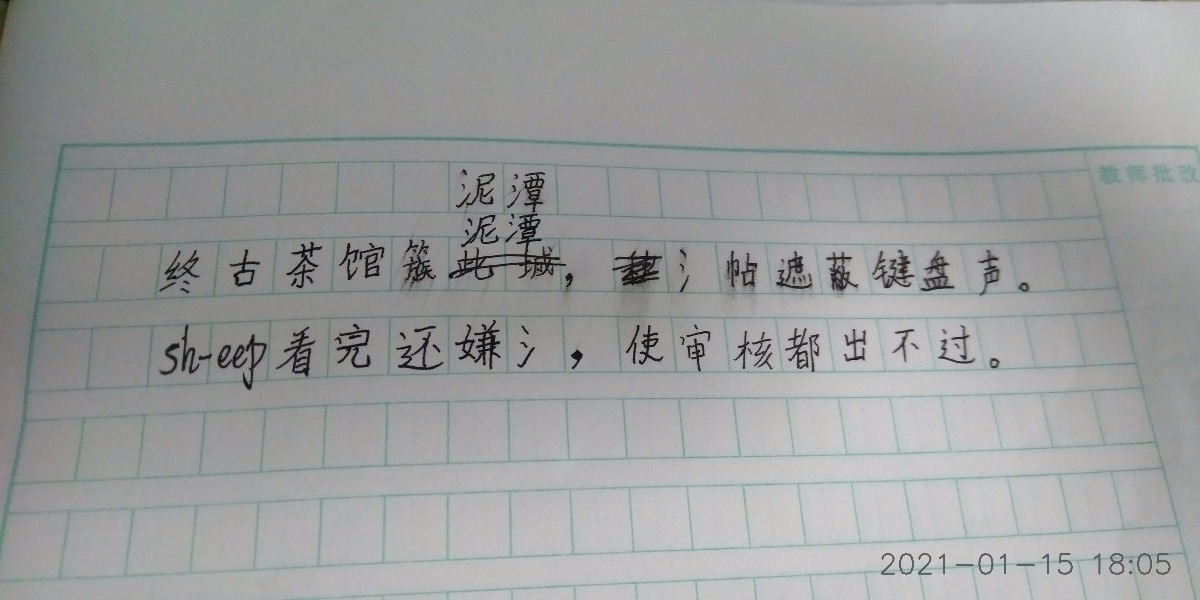 教师批改
泥潭
泥潭
终古茶馆簇此城，氵帖遮蔽键盘声。
sh-eep看完还嫌氵，使审核都出不过。
2021-01-15 18:05